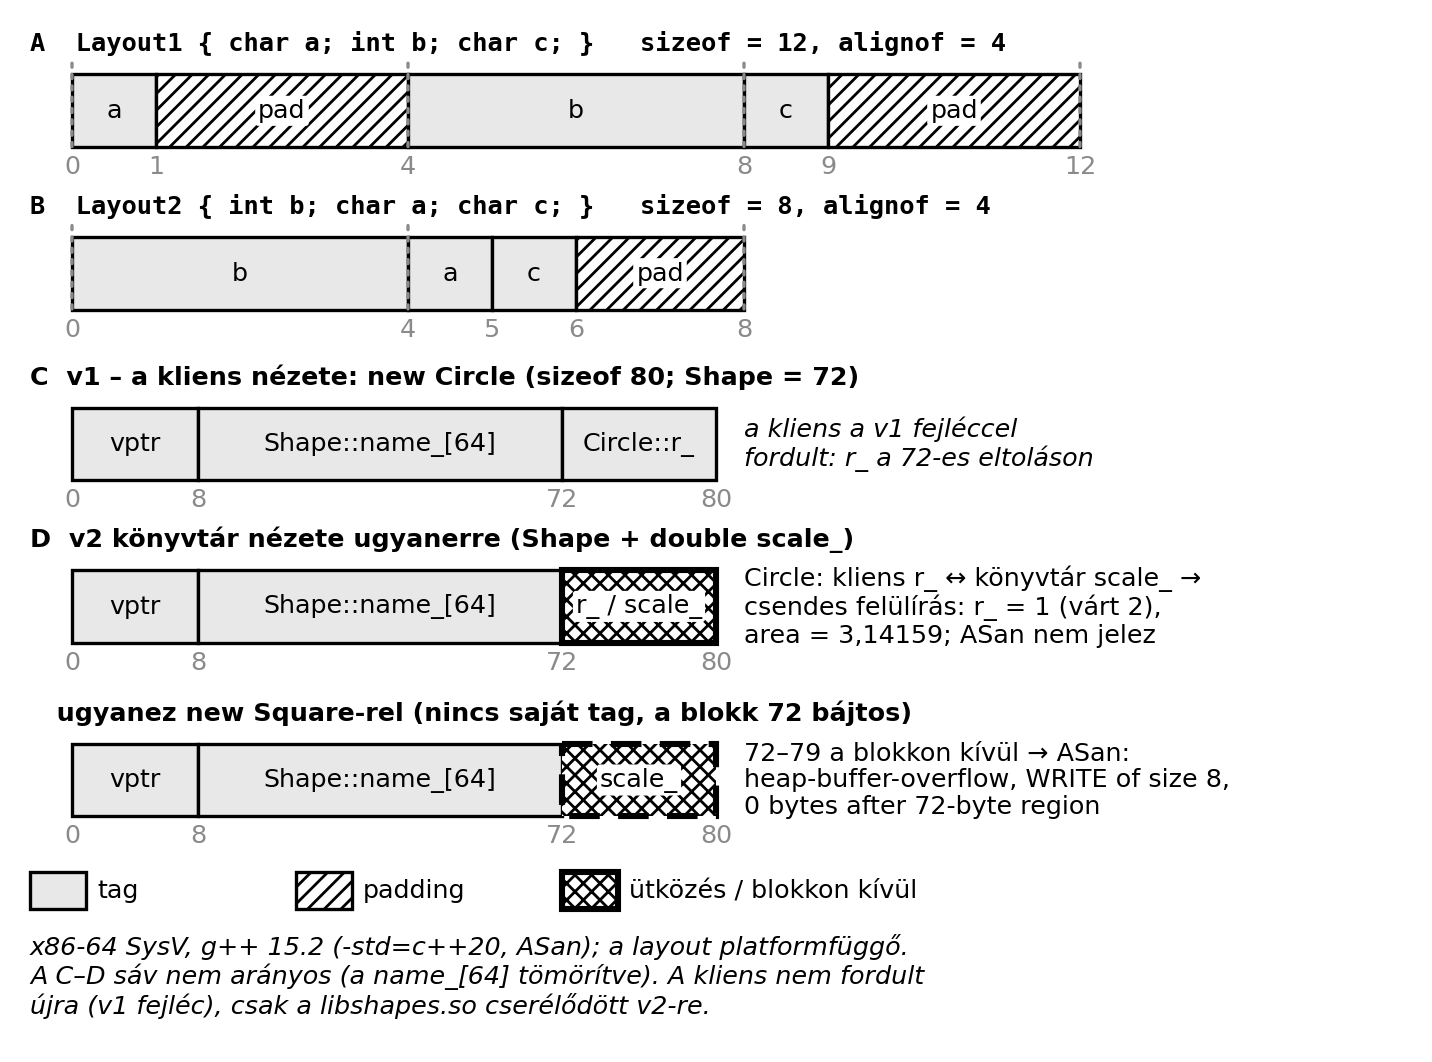 A  Layout1 { char a; int b; char c; }   sizeof = 12, alignof = 4
a pad b c pad
0 1 4 8 9 12
B  Layout2 { int b; char a; char c; }   sizeof = 8, alignof = 4
b a c pad
0 4 5 6 8
C  v1 – a kliens nézete: new Circle (sizeof 80; Shape = 72)
vptr Shape::name_[64] Circle::r_
a kliens a v1 fejléccel
fordult: r_ a 72-es eltoláson
0 8 72 80
D  v2 könyvtár nézete ugyanerre (Shape + double scale_)
vptr Shape::name_[64] r_ / scale_
Circle: kliens r_ ↔ könyvtár scale_ →
csendes felülírás: r_ = 1 (várt 2),
area = 3,14159; ASan nem jelez
0 8 72 80
ugyanez new Square-rel (nincs saját tag, a blokk 72 bájtos)
vptr Shape::name_[64] scale_
72–79 a blokkon kívül → ASan:
heap-buffer-overflow, WRITE of size 8,
0 bytes after 72-byte region
0 8 72 80
tag padding ütközés / blokkon kívül
x86-64 SysV, g++ 15.2 (-std=c++20, ASan); a layout platformfüggő.
A C–D sáv nem arányos (a name_[64] tömörítve). A kliens nem fordult
újra (v1 fejléc), csak a libshapes.so cserélődött v2-re.